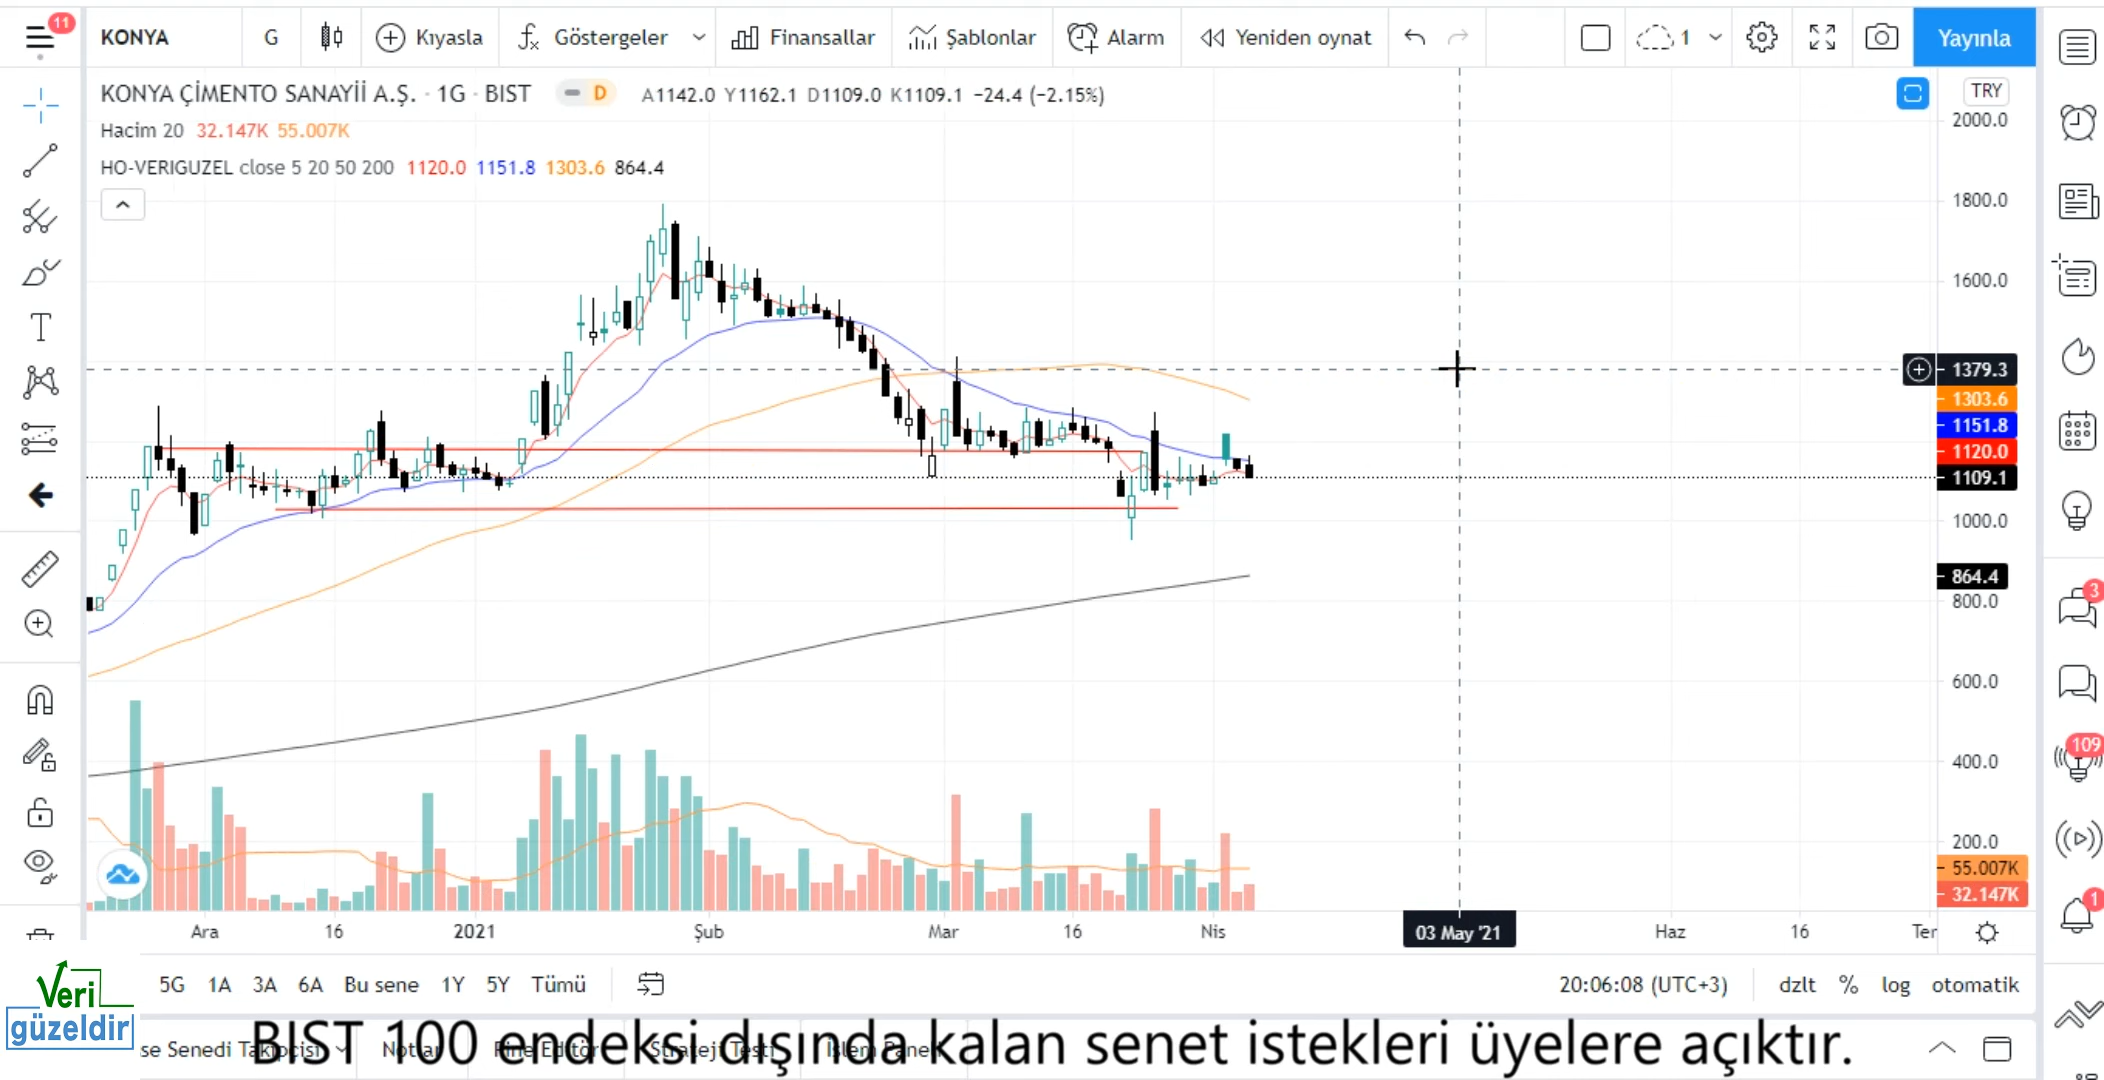 11
KONYA G Kıyasla Göstergeler Finansallar Şablonlar Alarm Yeniden oynat 1 Yayınla
KONYA ÇİMENTO SANAYİİ A.Ş. · 1G · BIST D A1142.0 Y1162.1 D1109.0 K1109.1 −24.4 (−2.15%)
Hacim 20 32.147K 55.007K
HO-VERIGUZEL close 5 20 50 200 1120.0 1151.8 1303.6 864.4
TRY
2000.0
1800.0
1600.0
1379.3
1303.6
1151.8
1120.0
1109.1
1000.0
864.4
800.0
600.0
400.0
200.0
55.007K
32.147K
3
109
1
Ara 16 2021 Şub Mar 16 Nis 03 May '21 Haz 16 Ter
5G 1A 3A 6A Bu sene 1Y 5Y Tümü 20:06:08 (UTC+3) dzlt % log otomatik
Veri
güzeldir
BIST 100 endeksi dışında kalan senet istekleri üyelere açıktır.